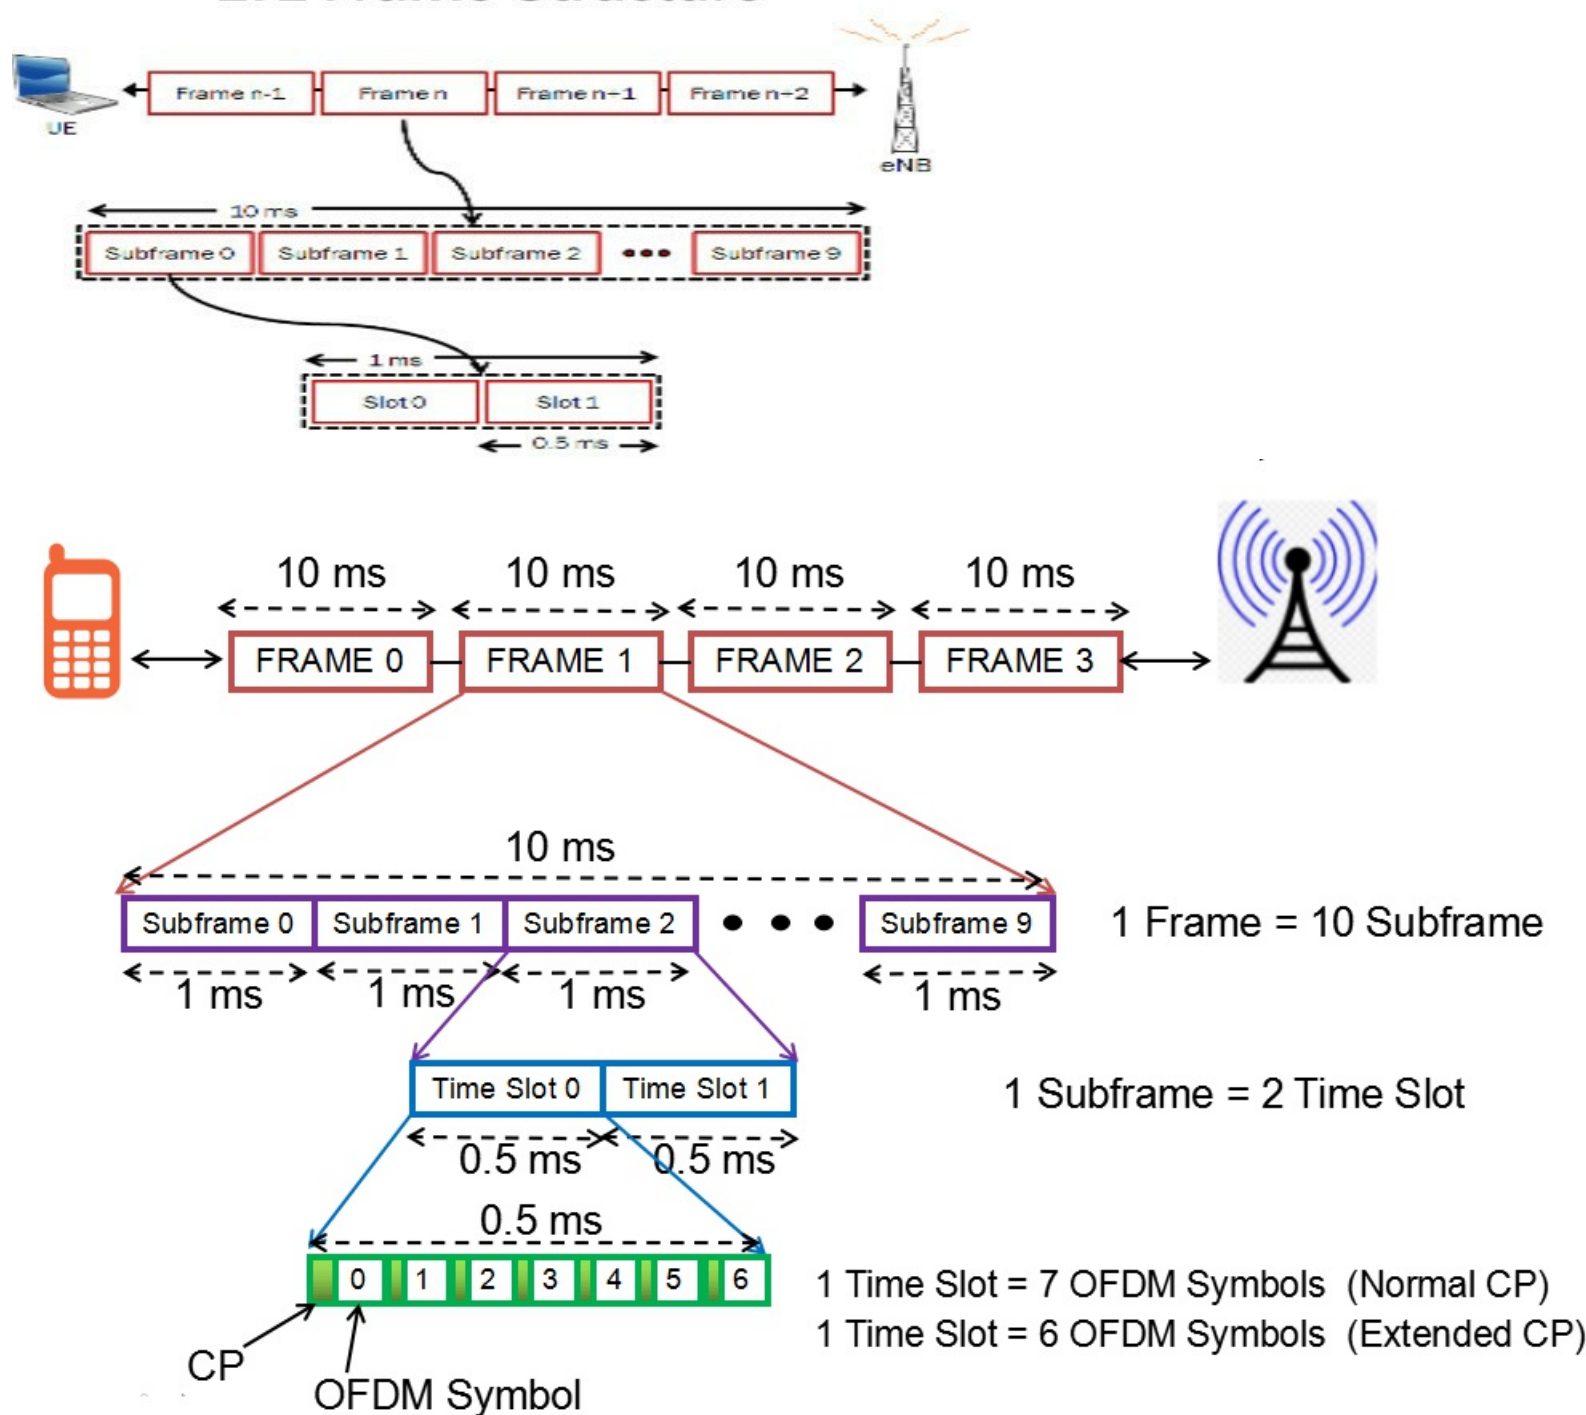 Frame n-1 Frame n Frame n+1 Frame n+2
UE
eNB
10 ms
Subframe 0 Subframe 1 Subframe 2 ••• Subframe 9
1 ms
Slot 0 Slot 1
0.5 ms
10 ms 10 ms 10 ms 10 ms
FRAME 0 FRAME 1 FRAME 2 FRAME 3
10 ms
Subframe 0 Subframe 1 Subframe 2 • • • Subframe 9 1 Frame = 10 Subframe
1 ms 1 ms 1 ms 1 ms
Time Slot 0 Time Slot 1 1 Subframe = 2 Time Slot
0.5 ms 0.5 ms
0.5 ms
0 1 2 3 4 5 6 1 Time Slot = 7 OFDM Symbols (Normal CP)
1 Time Slot = 6 OFDM Symbols (Extended CP)
CP
OFDM Symbol